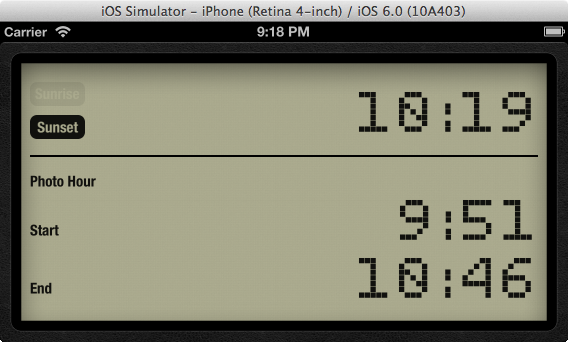 iOS Simulator - iPhone (Retina 4-inch) / iOS 6.0 (10A403)
Carrier 9:18 PM
Sunrise
Sunset 10:19
Photo Hour
Start 9:51
End 10:46